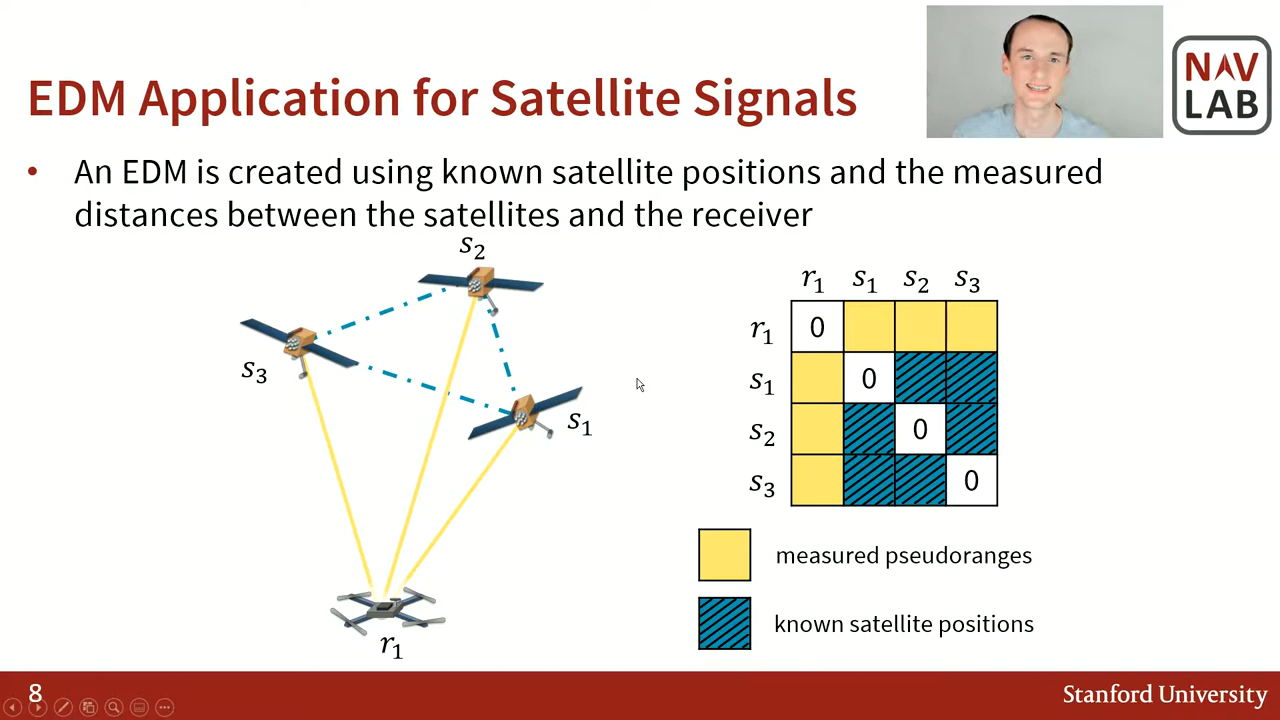 NAV
LAB
EDM Application for Satellite Signals
• An EDM is created using known satellite positions and the measured
distances between the satellites and the receiver
s₂
s₃
s₁
r₁
r₁ s₁ s₂ s₃
r₁ 0
s₁ 0
s₂ 0
s₃ 0
measured pseudoranges
known satellite positions
8
Stanford University